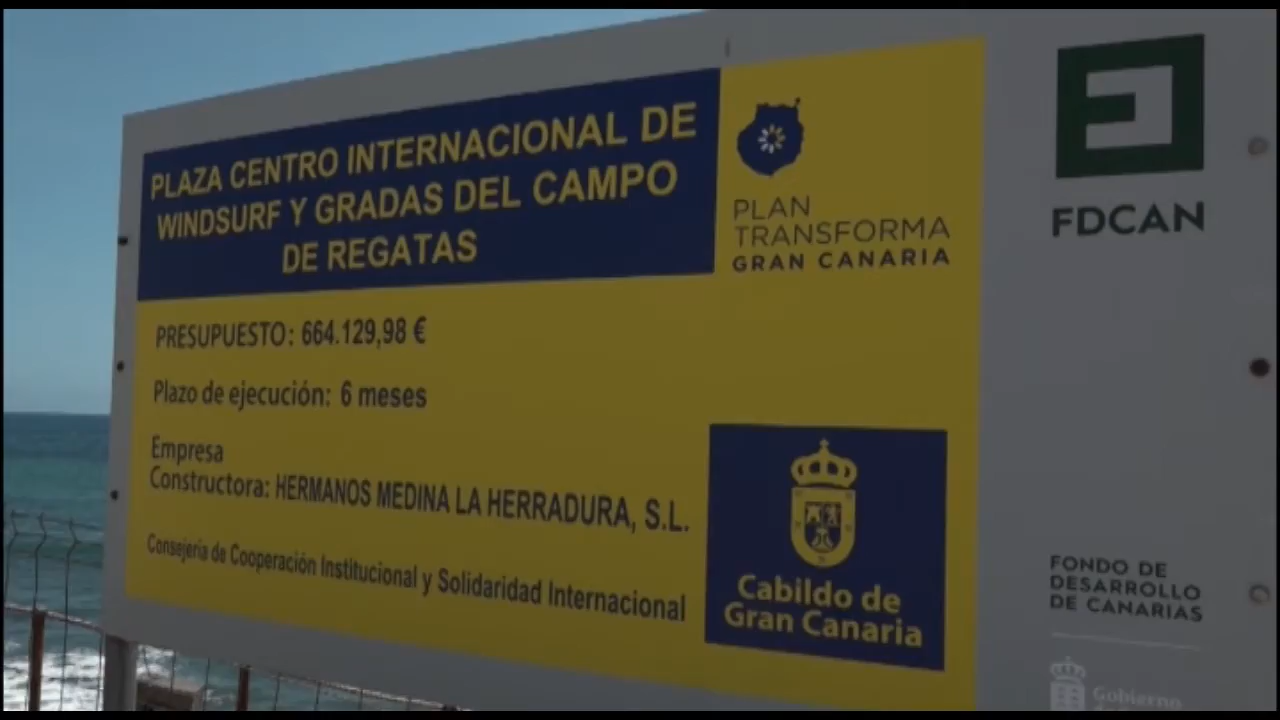 PLAZA CENTRO INTERNACIONAL DE
WINDSURF Y GRADAS DEL CAMPO
DE REGATAS
PLAN
TRANSFORMA
GRAN CANARIA
FDCAN
PRESUPUESTO: 664.129,98 €
Plazo de ejecución: 6 meses
Empresa
Constructora: HERMANOS MEDINA LA HERRADURA, S.L.
Consejería de Cooperación Institucional y Solidaridad Internacional
Cabildo de
Gran Canaria
FONDO DE
DESARROLLO
DE CANARIAS
Gobierno